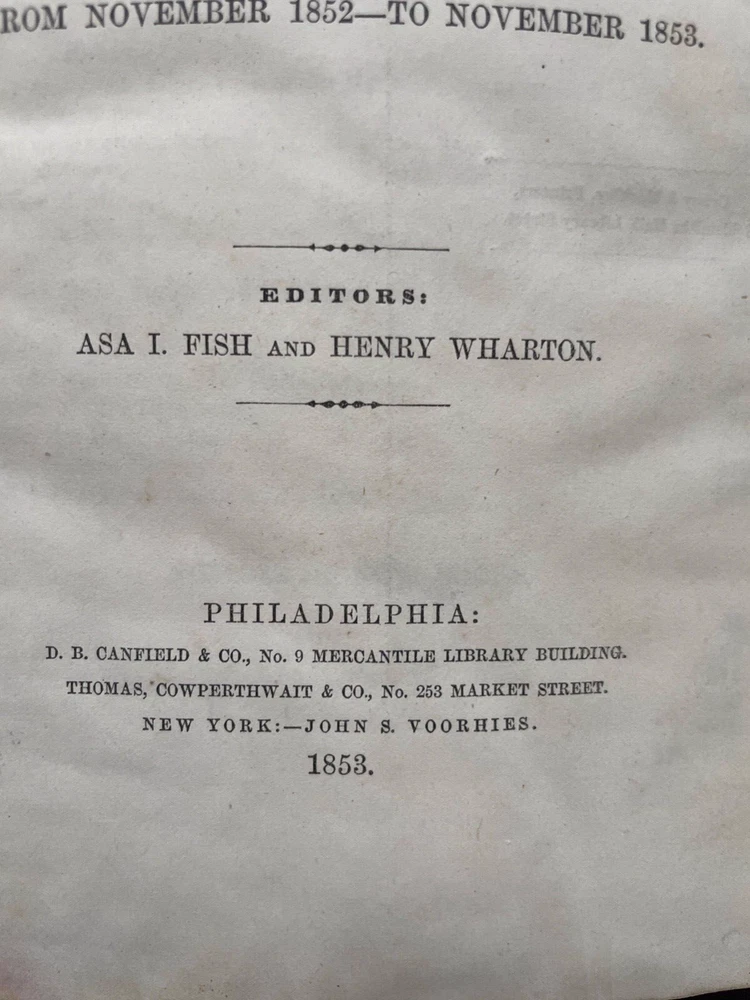 ROM NOVEMBER 1852—TO NOVEMBER 1853.
EDITORS:
ASA I. FISH AND HENRY WHARTON.
PHILADELPHIA:
D. B. CANFIELD & CO., No. 9 MERCANTILE LIBRARY BUILDING.
THOMAS, COWPERTHWAIT & CO., No. 253 MARKET STREET.
NEW YORK:—JOHN S. VOORHIES.
1853.